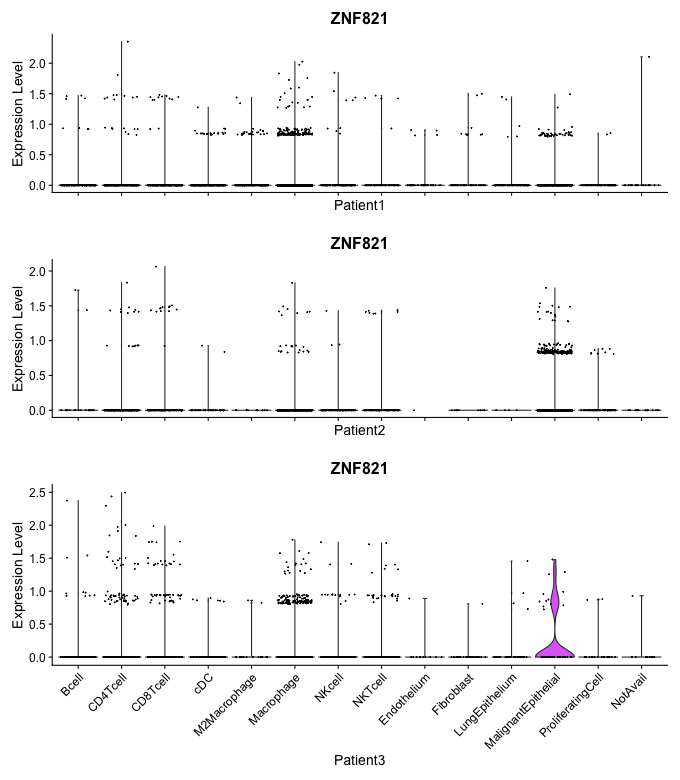 ZNF821
Expression Level
2.0
1.5
1.0
0.5
0.0
Patient1
ZNF821
Expression Level
2.0
1.5
1.0
0.5
0.0
Patient2
ZNF821
Expression Level
2.5
2.0
1.5
1.0
0.5
0.0
Bcell
CD4Tcell
CD8Tcell
cDC
M2Macrophage
Macrophage
NKcell
NKTcell
Endothelium
Fibroblast
LungEpithelium
MalignantEpithelial
ProliferatingCell
NotAvail
Patient3